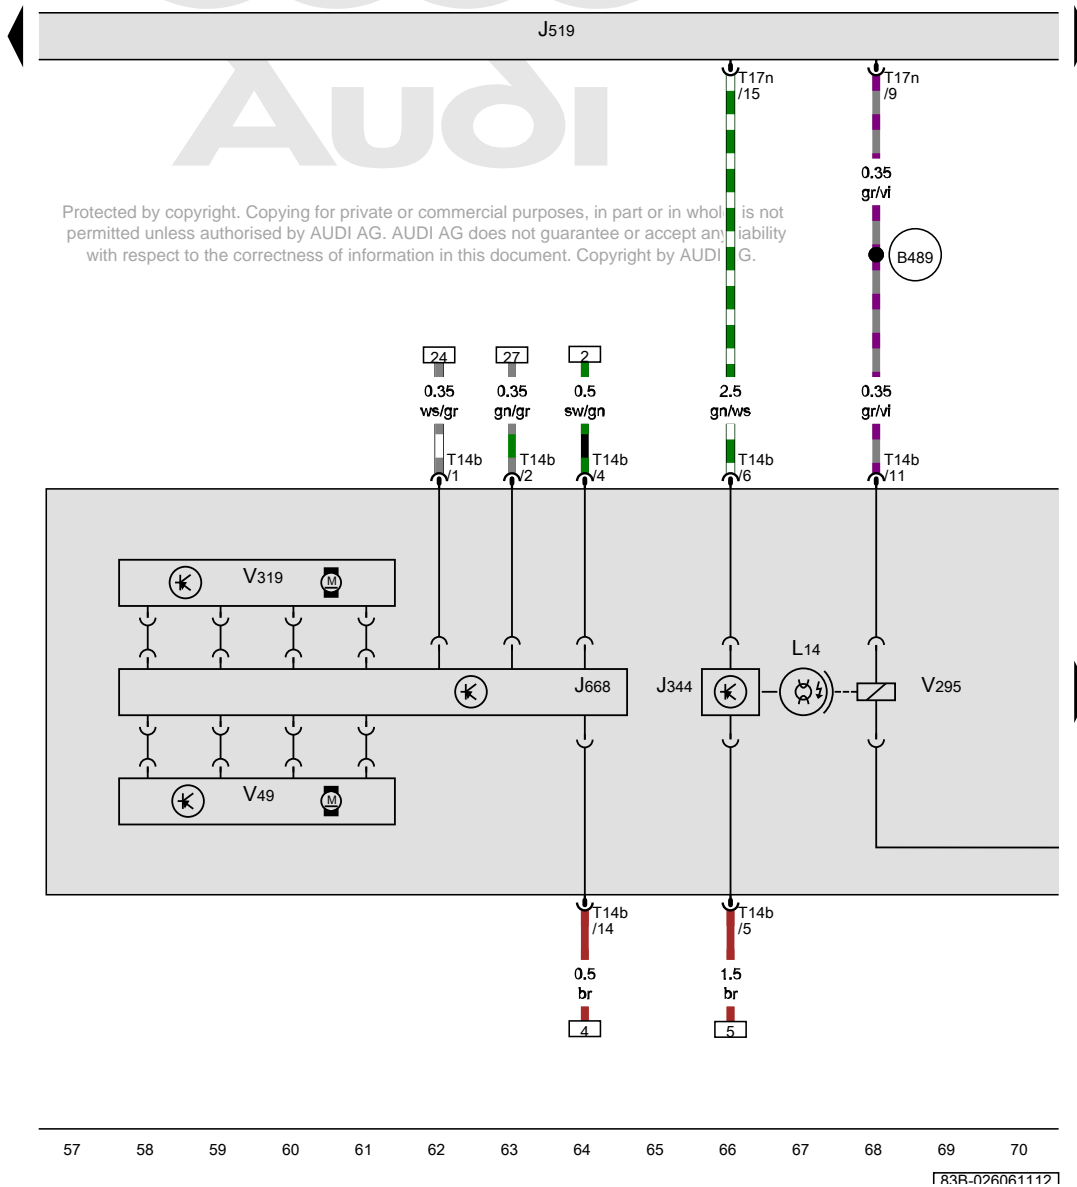 J519
T17n
/15
T17n
/9
Audi
0.35
gr/vi
Protected by copyright. Copying for private or commercial purposes, in part or in whole is not
permitted unless authorised by AUDI AG. AUDI AG does not guarantee or accept any iability
with respect to the correctness of information in this document. Copyright by AUDI G.
B489
24
27
2
0.35
ws/gr
0.35
gn/gr
0.5
sw/gn
2.5
gn/ws
0.35
gr/vi
T14b
/1
T14b
/2
T14b
/4
T14b
/6
T14b
/11
V319
M
L14
J668
J344
V295
V49
M
T14b
/14
T14b
/5
0.5
br
1.5
br
4
5
57 58 59 60 61 62 63 64 65 66 67 68 69 70
83B-026061112